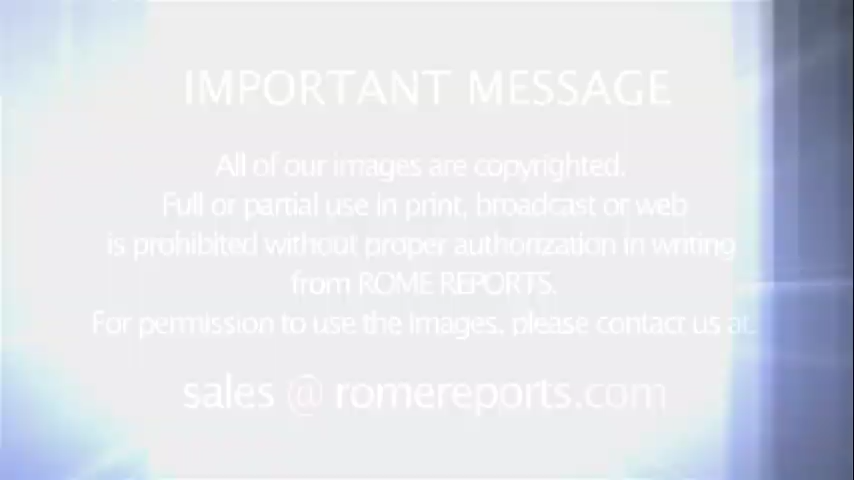 IMPORTANT MESSAGE
All of our images are copyrighted.
Full or partial use in print, broadcast or web
is prohibited without proper authorization in writing
from ROME REPORTS.
For permission to use the images, please contact us at.
sales @ romereports.com